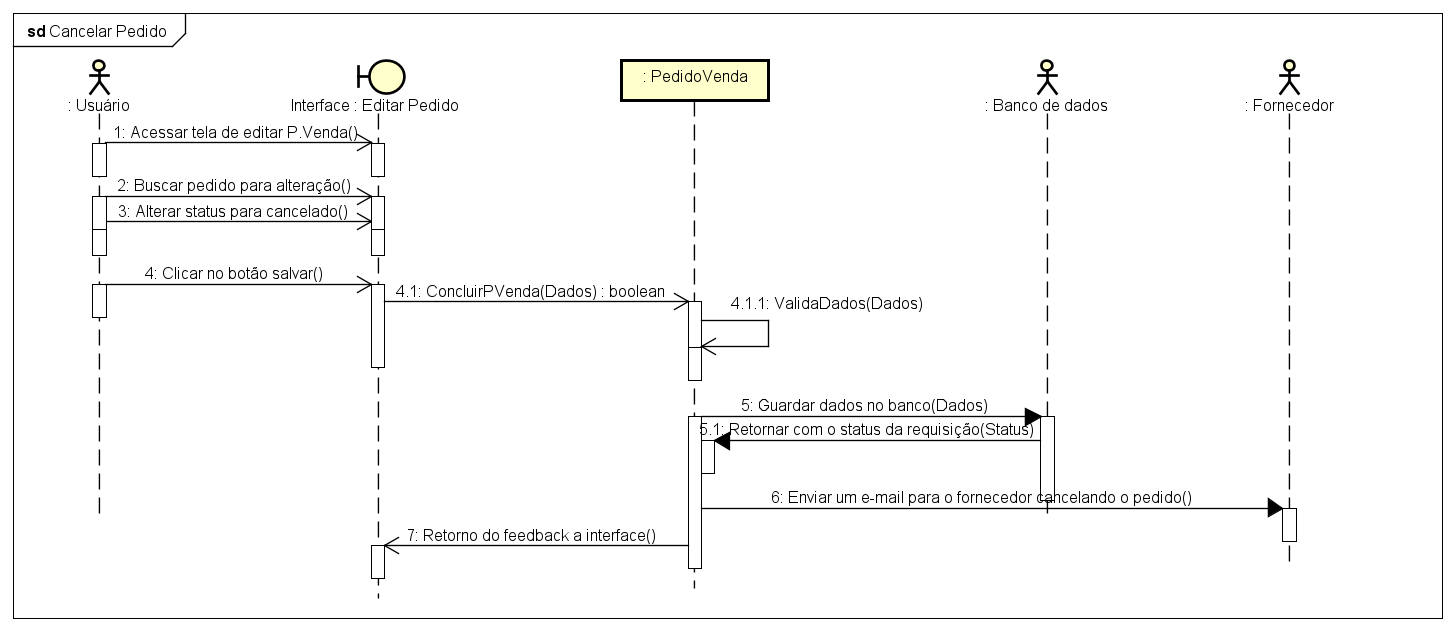 sd Cancelar Pedido
: Usuário
Interface : Editar Pedido
: PedidoVenda
: Banco de dados
: Fornecedor
1: Acessar tela de editar P.Venda()
2: Buscar pedido para alteração()
3: Alterar status para cancelado()
4: Clicar no botão salvar()
4.1: ConcluirPVenda(Dados) : boolean
4.1.1: ValidaDados(Dados)
5: Guardar dados no banco(Dados)
5.1: Retornar com o status da requisição(Status)
6: Enviar um e-mail para o fornecedor cancelando o pedido()
7: Retorno do feedback a interface()